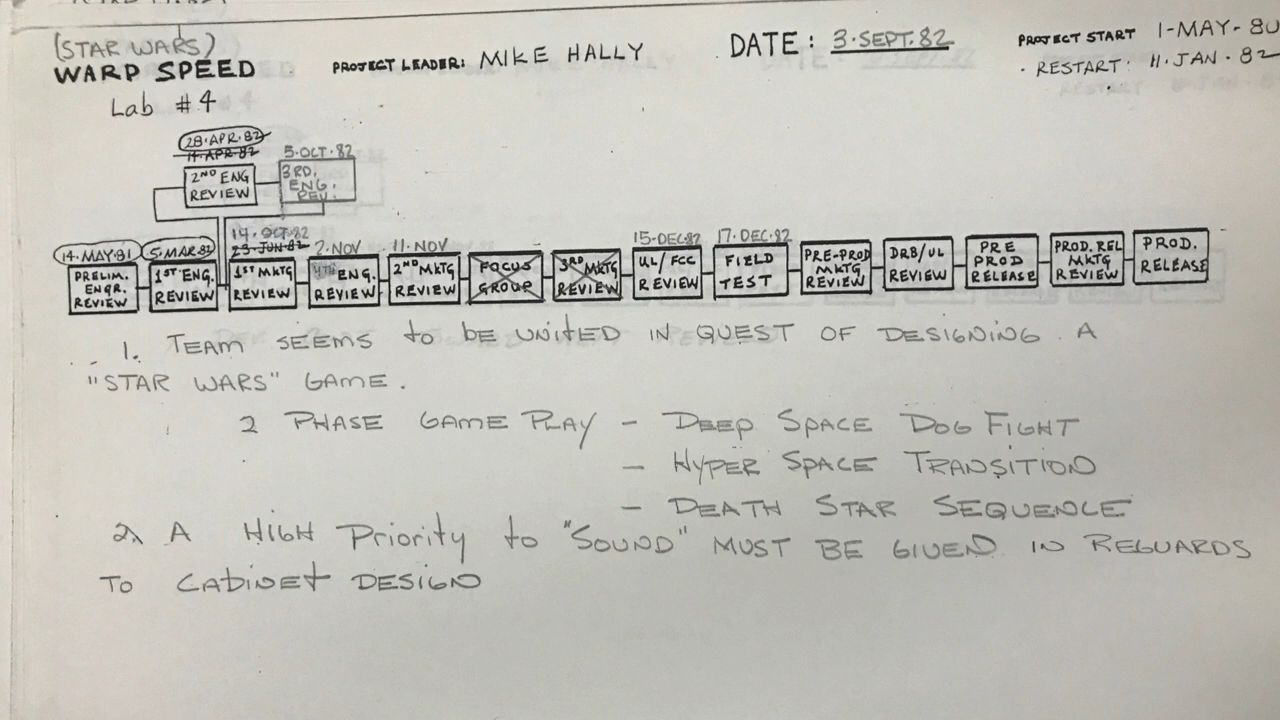 (STAR WARS)
WARP SPEED
PROJECT LEADER: MIKE HALLY
DATE: 3·SEPT.82
PROJECT START 1-MAY-80
· RESTART: 11·JAN·82
Lab #4
28·APR·82
14·APR·82
2ND ENG REVIEW
5·OCT·82
3RD. ENG. REV.
14·MAY·81
PRELIM. ENGR. REVIEW
5·MAR·82
1ST ENG. REVIEW
14·OCT·82
23·JUN·82
1ST MKTG REVIEW
2·NOV
4TH ENG. REVIEW
11·NOV
2ND MKTG REVIEW
FOCUS GROUP
3RD MKTG REVIEW
15-DEC·82
UL/FCC REVIEW
17·DEC·82
FIELD TEST
PRE-PROD MKTG REVIEW
DRB/UL REVIEW
PRE PROD RELEASE
PROD. REL MKTG REVIEW
PROD. RELEASE
1. TEAM SEEMS to bE UNITED IN QUEST OF DESIGNING A
"STAR WARS" GAME.
2 PHASE GAME PLAY - DEEP SPACE DOG FIGHT
- HYPER SPACE TRANSITION
- DEATH STAR SEQUENCE
2. A HIGH Priority to "SOUND" MUST BE GIVEN IN REGUARDS
TO CABINET DESIGN